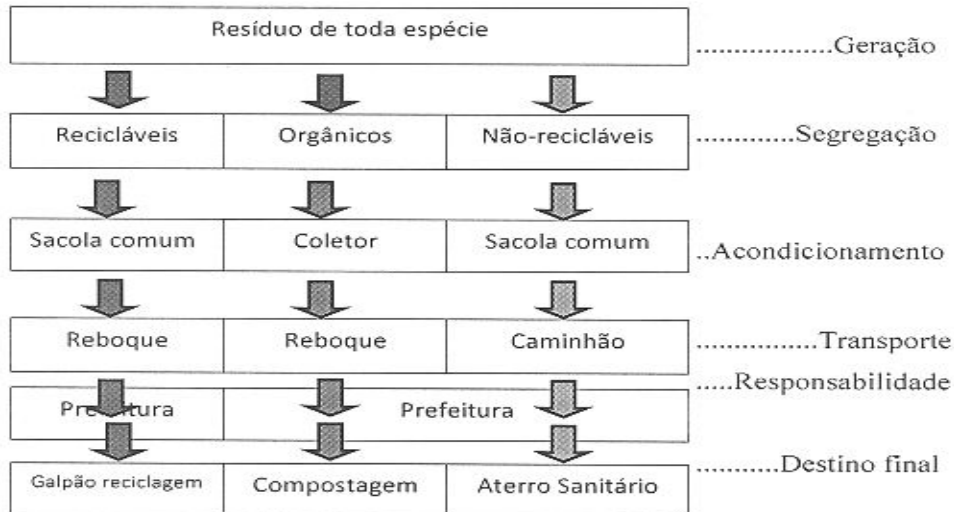 Resíduo de toda espécie
.................Geração
Recicláveis Orgânicos Não-recicláveis
............Segregação
Sacola comum Coletor Sacola comum
..Acondicionamento
Reboque Reboque Caminhão
...............Transporte
.....Responsabilidade
Prefeitura Prefeitura
...........Destino final
Galpão reciclagem Compostagem Aterro Sanitário